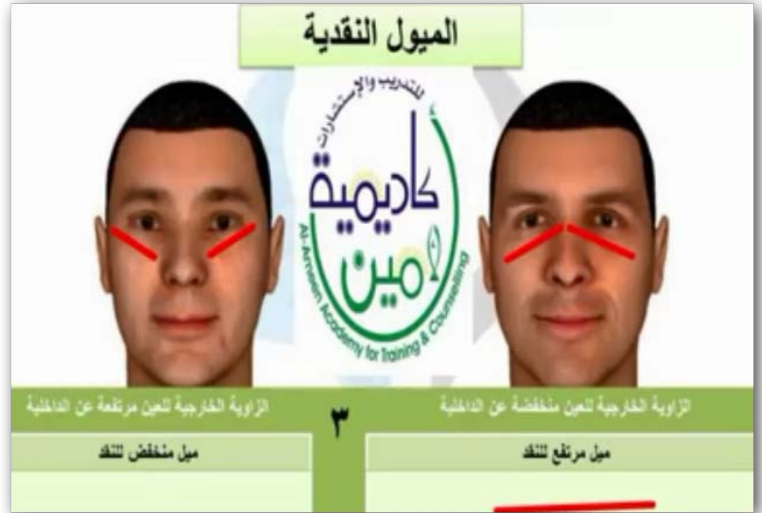 الميول النقدية
للتدريب والإستشارات
أكاديمية
أمين
Al-Ameen Academy for Training & Counselling
الزاوية الخارجية للعين منخفضة عن الداخلية
٣
الزاوية الخارجية للعين مرتفعة عن الداخلية
ميل مرتفع للنقد
ميل منخفض للنقد